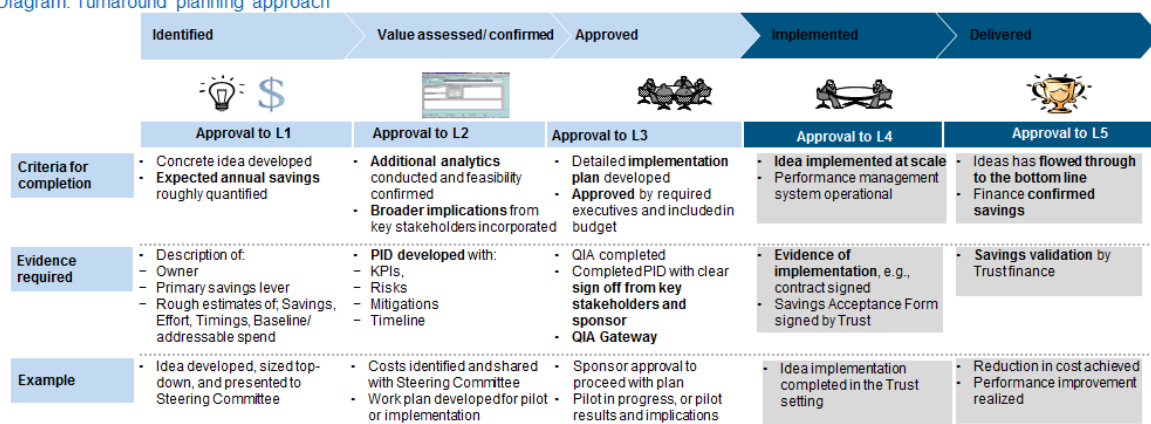 Diagram: Turnaround planning approach
Identified
Value assessed/ confirmed
Approved
Implemented
Delivered
Approval to L1
Approval to L2
Approval to L3
Approval to L4
Approval to L5
Criteria for
completion
• Concrete idea developed
• Expected annual savings
roughly quantified
• Additional analytics
conducted and feasibility
confirmed
• Broader implications from
key stakeholders incorporated
• Detailed implementation
plan developed
• Approved by required
executives and included in
budget
• Idea implemented at scale
• Performance management
system operational
• Ideas has flowed through
to the bottom line
• Finance confirmed
savings
Evidence
required
• Description of:
– Owner
– Primary savings lever
– Rough estimates of; Savings,
Effort, Timings, Baseline/
addressable spend
• PID developed with:
– KPIs,
– Risks
– Mitigations
– Timeline
• QIA completed
• Completed PID with clear
sign off from key
stakeholders and
sponsor
• QIA Gateway
• Evidence of
implementation, e.g.,
contract signed
• Savings Acceptance Form
signed by Trust
• Savings validation by
Trust finance
Example
• Idea developed, sized top-
down, and presented to
Steering Committee
• Costs identified and shared
with Steering Committee
• Work plan developed for pilot
or implementation
• Sponsor approval to
proceed with plan
• Pilot in progress, or pilot
results and implications
• Idea implementation
completed in the Trust
setting
• Reduction in cost achieved
• Performance improvement
realized